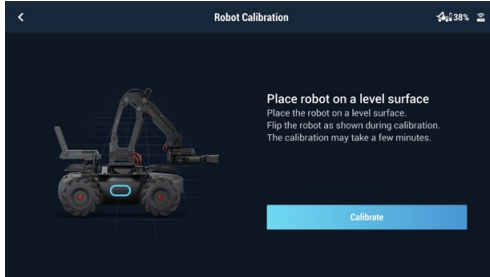 Robot Calibration
38%
Place robot on a level surface
Place the robot on a level surface.
Flip the robot as shown during calibration.
The calibration may take a few minutes.
Calibrate